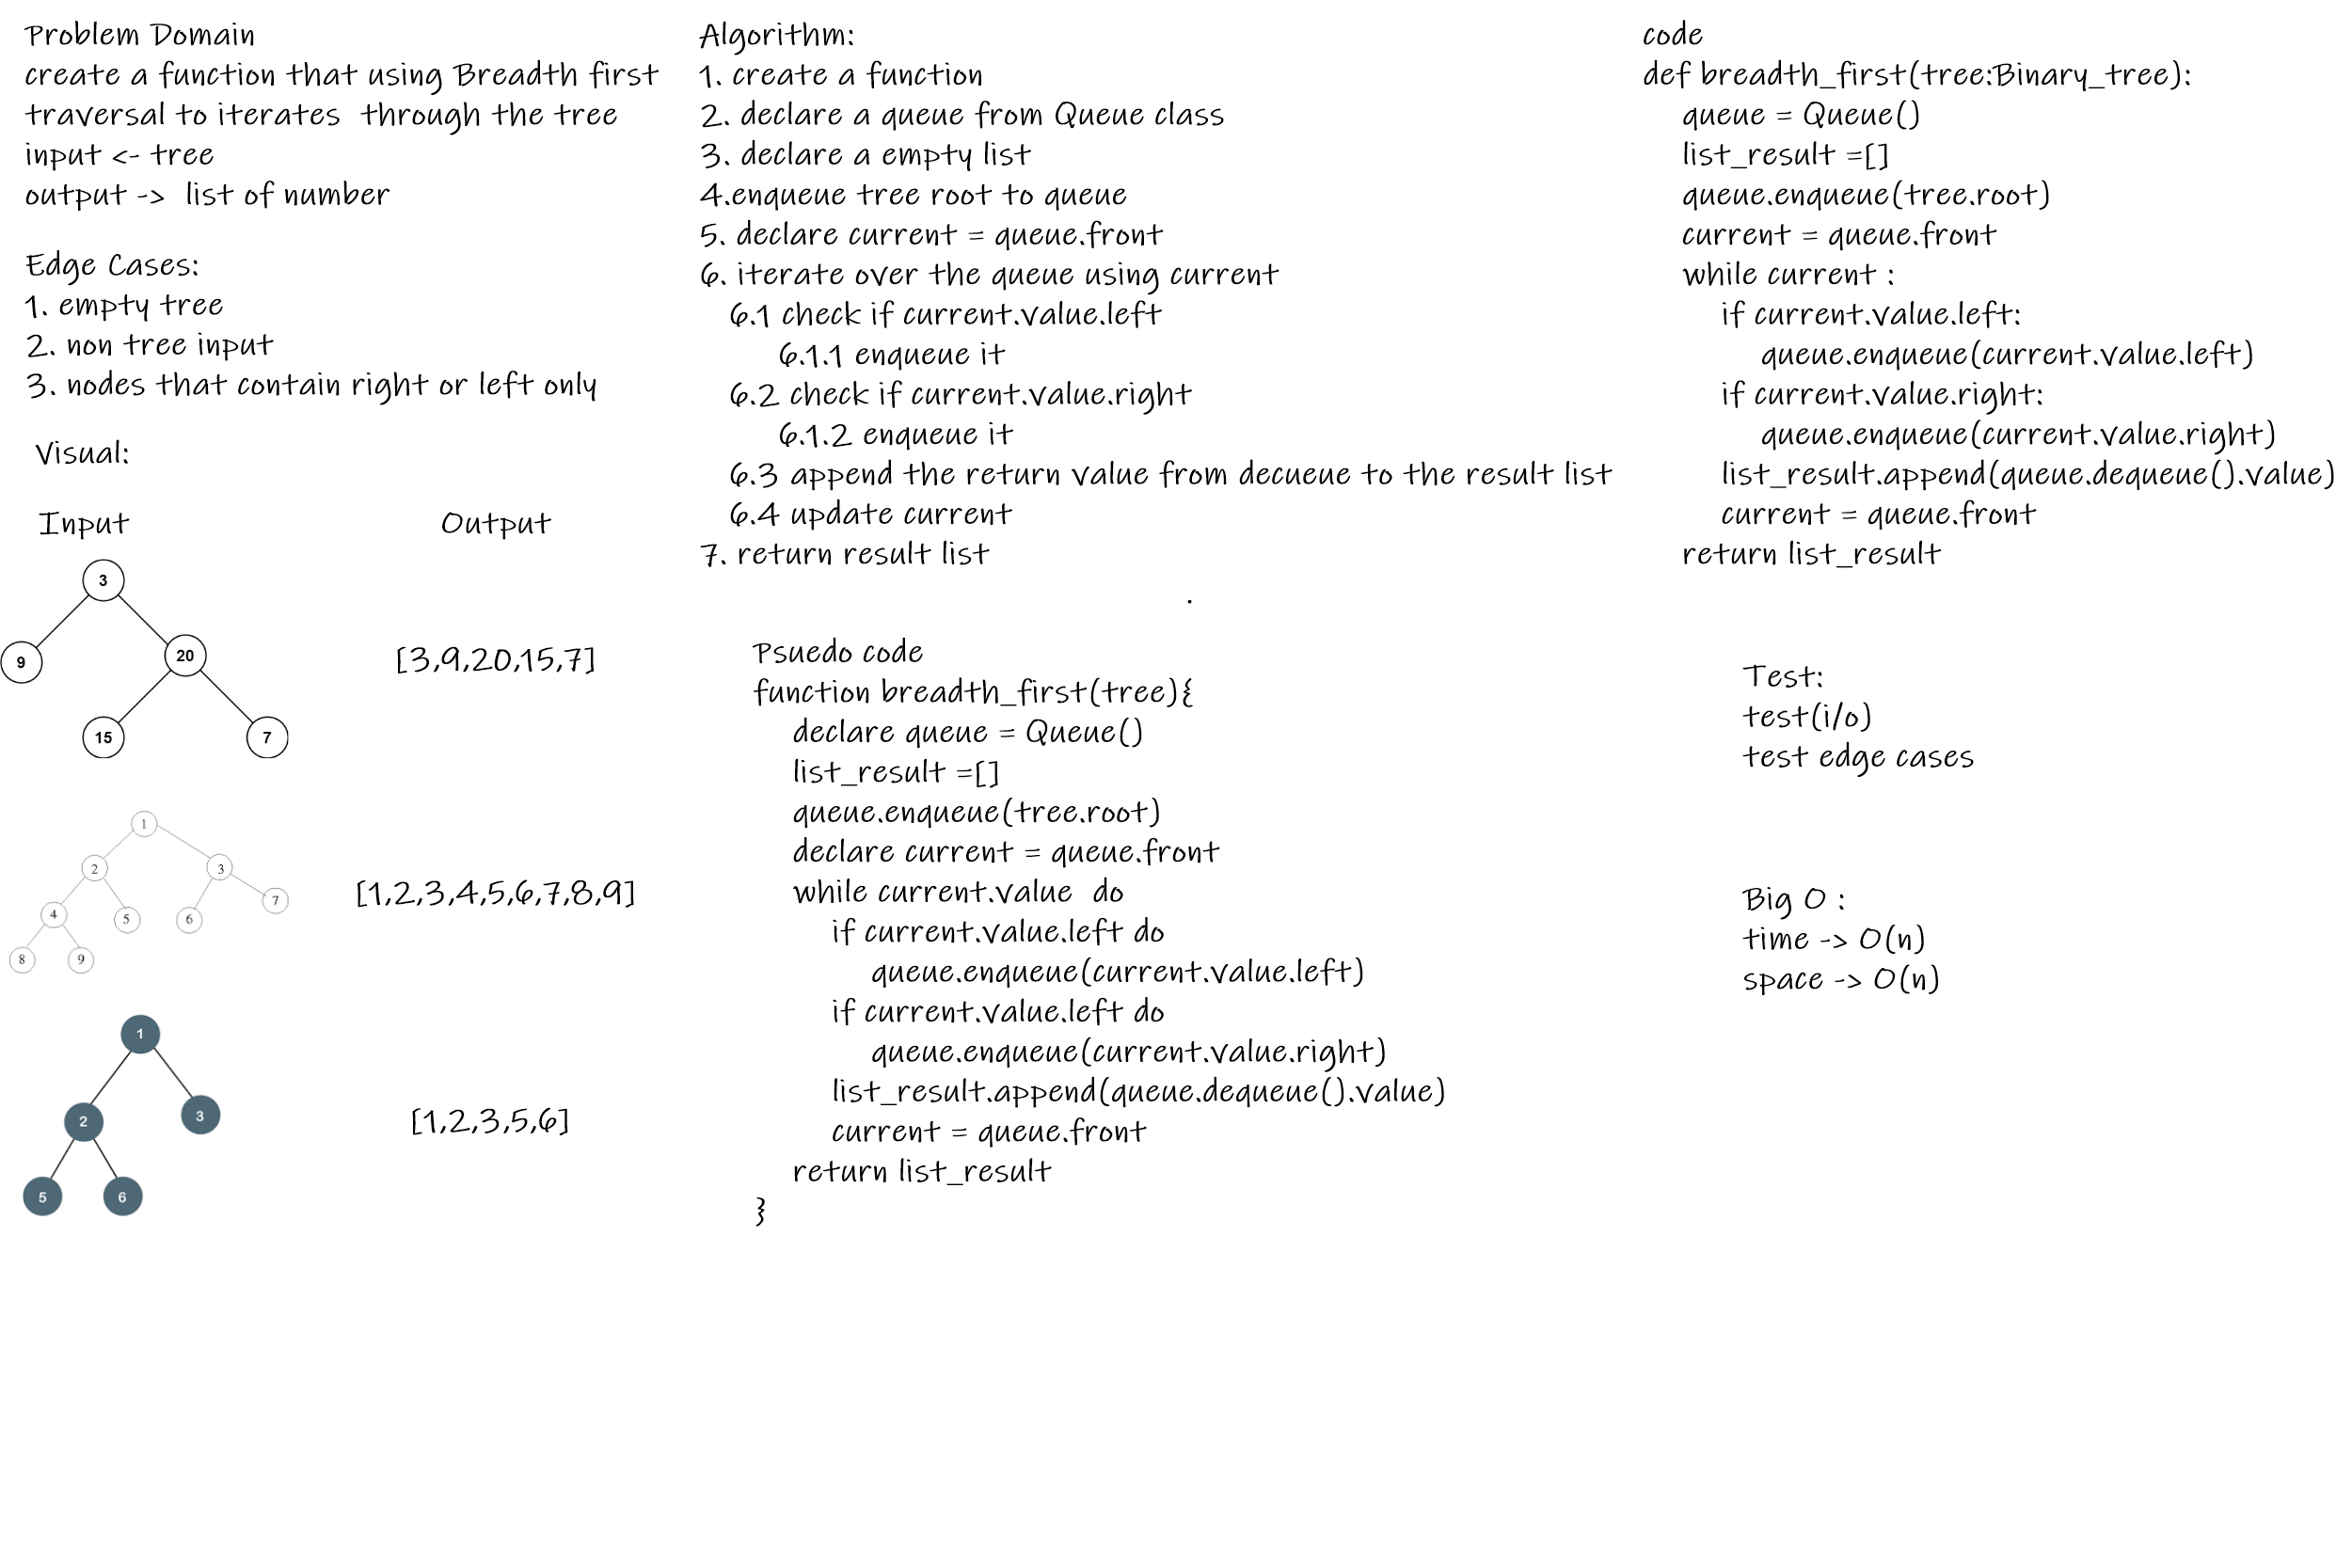 Problem Domain
create a function that using Breadth first
traversal to iterates through the tree
input <- tree
output -> list of number
Edge Cases:
1. empty tree
2. non tree input
3. nodes that contain right or left only
Visual:
Input
Output
3
9
20
15
7
[3,9,20,15,7]
1
2
3
4
5
6
7
8
9
[1,2,3,4,5,6,7,8,9]
1
2
3
5
6
[1,2,3,5,6]
Algorithm:
1. create a function
2. declare a queue from Queue class
3. declare a empty list
4.enqueue tree root to queue
5. declare current = queue.front
6. iterate over the queue using current
6.1 check if current.value.left
6.1.1 enqueue it
6.2 check if current.value.right
6.1.2 enqueue it
6.3 append the return value from decueue to the result list
6.4 update current
7. return result list
.
Psuedo code
function breadth_first(tree){
declare queue = Queue()
list_result =[]
queue.enqueue(tree.root)
declare current = queue.front
while current.value do
if current.value.left do
queue.enqueue(current.value.left)
if current.value.left do
queue.enqueue(current.value.right)
list_result.append(queue.dequeue().value)
current = queue.front
return list_result
}
code
def breadth_first(tree:Binary_tree):
queue = Queue()
list_result =[]
queue.enqueue(tree.root)
current = queue.front
while current :
if current.value.left:
queue.enqueue(current.value.left)
if current.value.right:
queue.enqueue(current.value.right)
list_result.append(queue.dequeue().value)
current = queue.front
return list_result
Test:
test(i/o)
test edge cases
Big O :
time -> O(n)
space -> O(n)